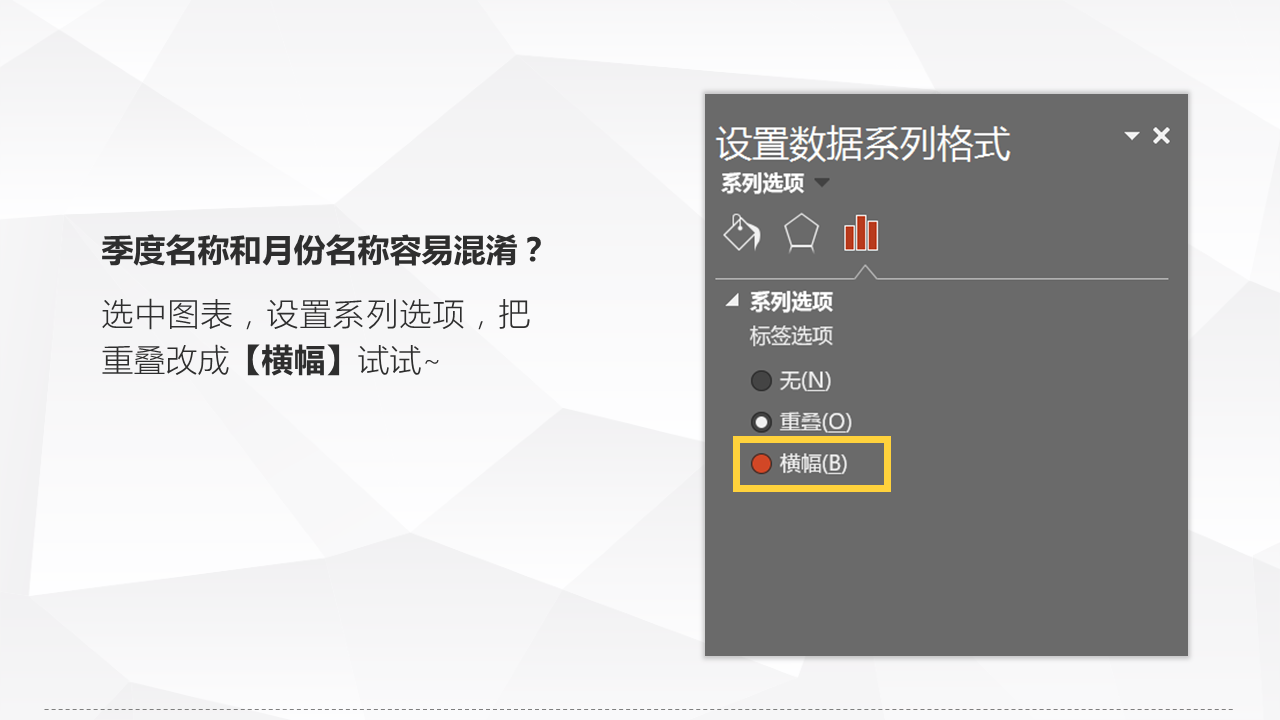 季度名称和月份名称容易混淆？
选中图表，设置系列选项，把
重叠改成【横幅】试试~
设置数据系列格式
系列选项
系列选项
标签选项
无(N)
重叠(O)
横幅(B)